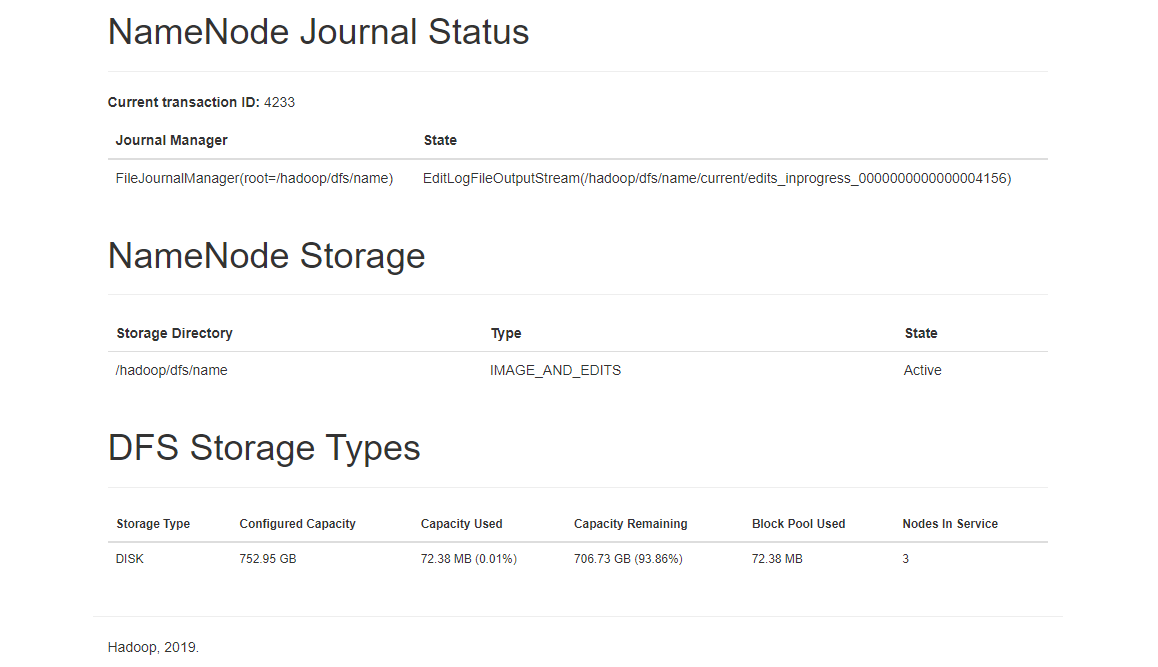 NameNode Journal Status
Current transaction ID: 4233
Journal Manager State
FileJournalManager(root=/hadoop/dfs/name) EditLogFileOutputStream(/hadoop/dfs/name/current/edits_inprogress_0000000000000004156)
NameNode Storage
Storage Directory Type State
/hadoop/dfs/name IMAGE_AND_EDITS Active
DFS Storage Types
Storage Type Configured Capacity Capacity Used Capacity Remaining Block Pool Used Nodes In Service
DISK 752.95 GB 72.38 MB (0.01%) 706.73 GB (93.86%) 72.38 MB 3
Hadoop, 2019.